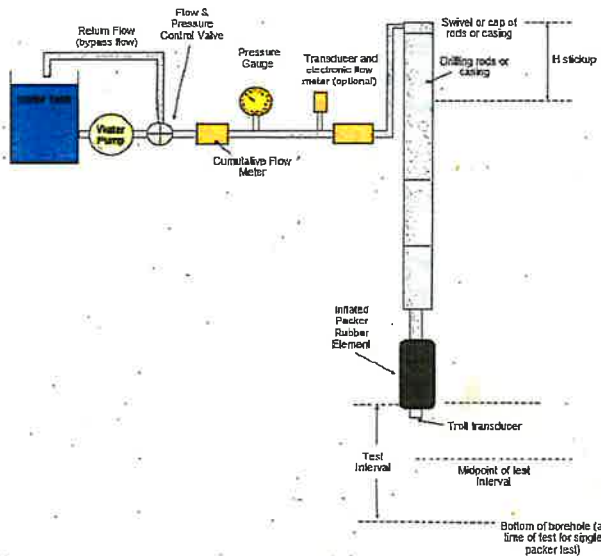 Flow &
Pressure
Control Valve
Return Flow
(bypass flow)
Pressure
Gauge
Transducer and
electronic flow
meter (optional)
Swivel or cap of
rods or casing
Drilling rods or
casing
H stickup
Water
Pump
Cumutative Flow
Meter
Inflated
Packer
Rubber
Element
Troll transducer
Test
Interval
Midpoint of test
Interval
Bottom of borehole (a
time of test for single
packer test)